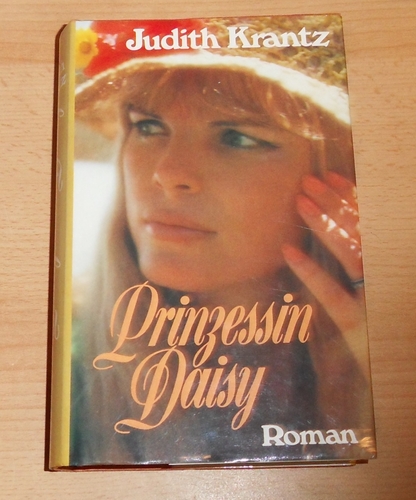 Judith Krantz
Prinzessin
Daisy
Roman